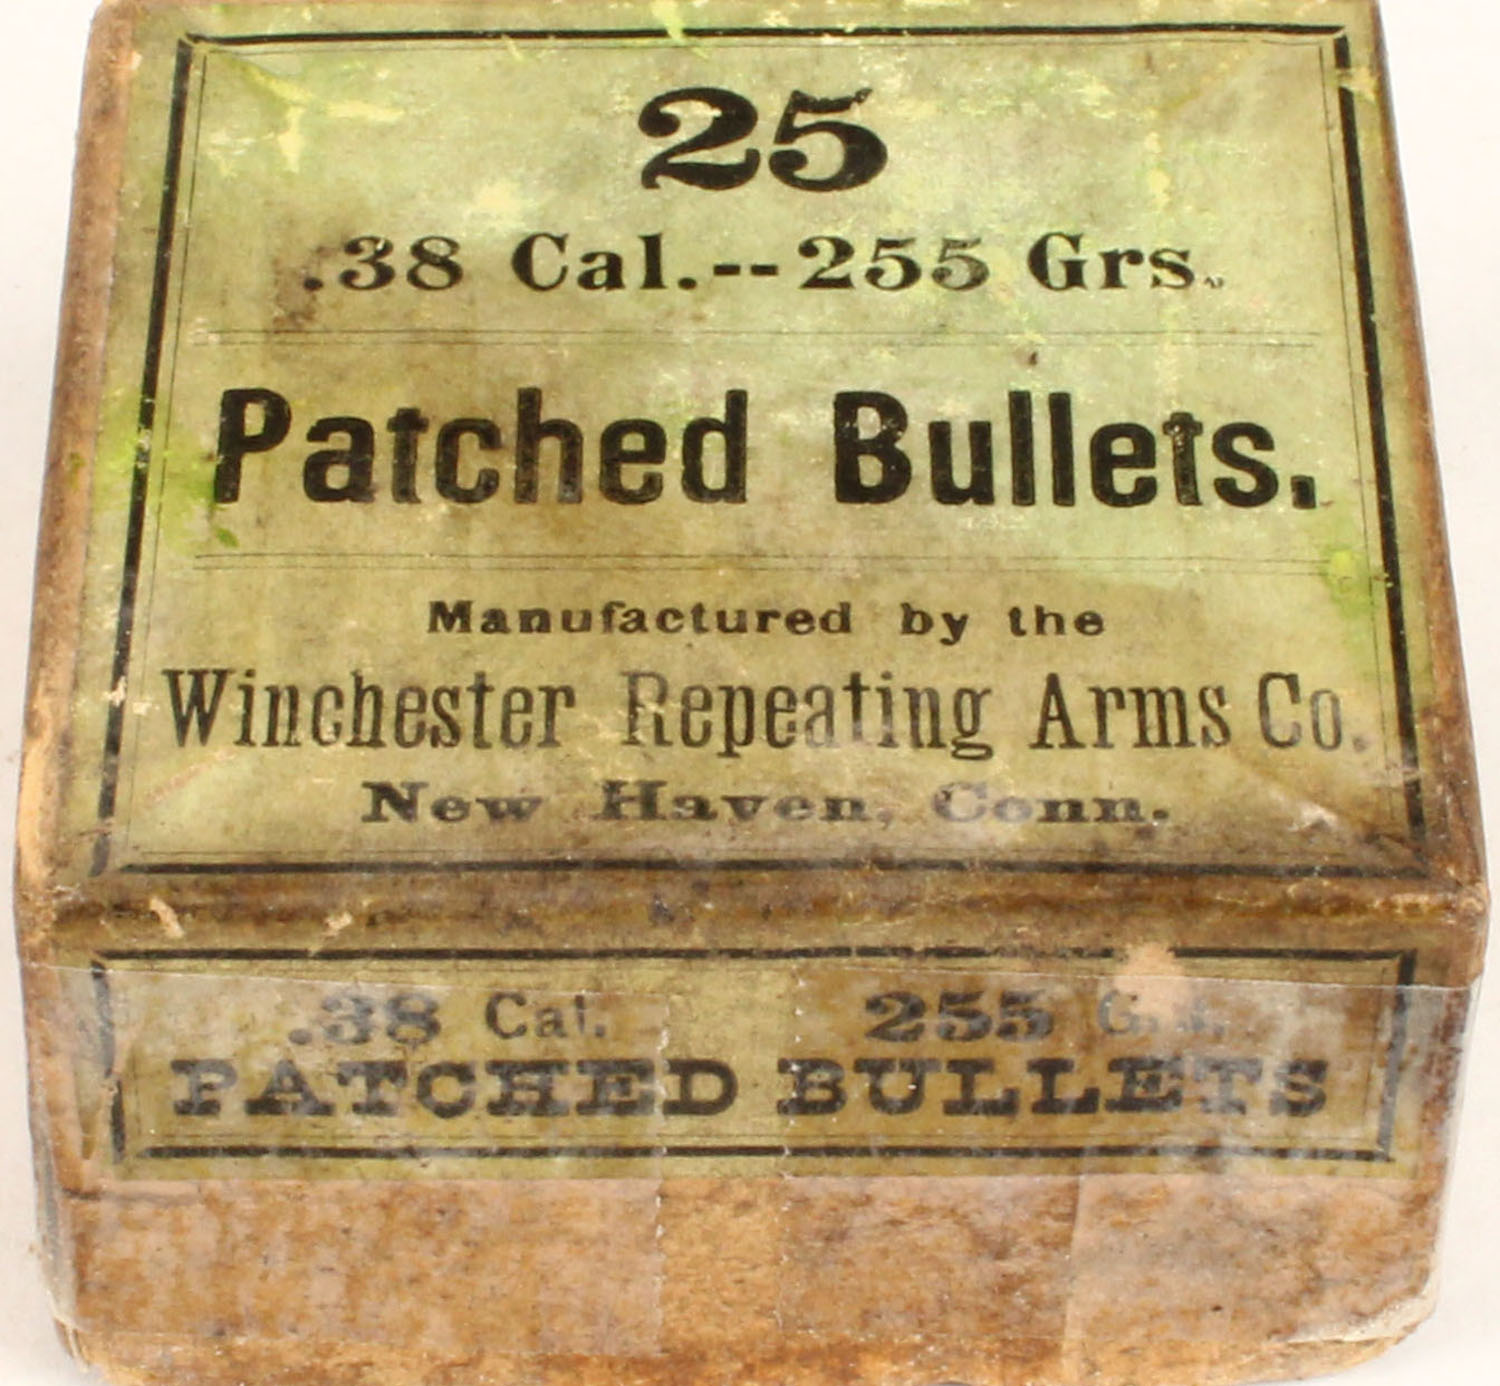 25
.38 Cal.--255 Grs.
Patched Bullets.
Manufactured by the
Winchester Repeating Arms Co.
New Haven, Conn.
.38 Cal. 255 Grs.
PATCHED BULLETS